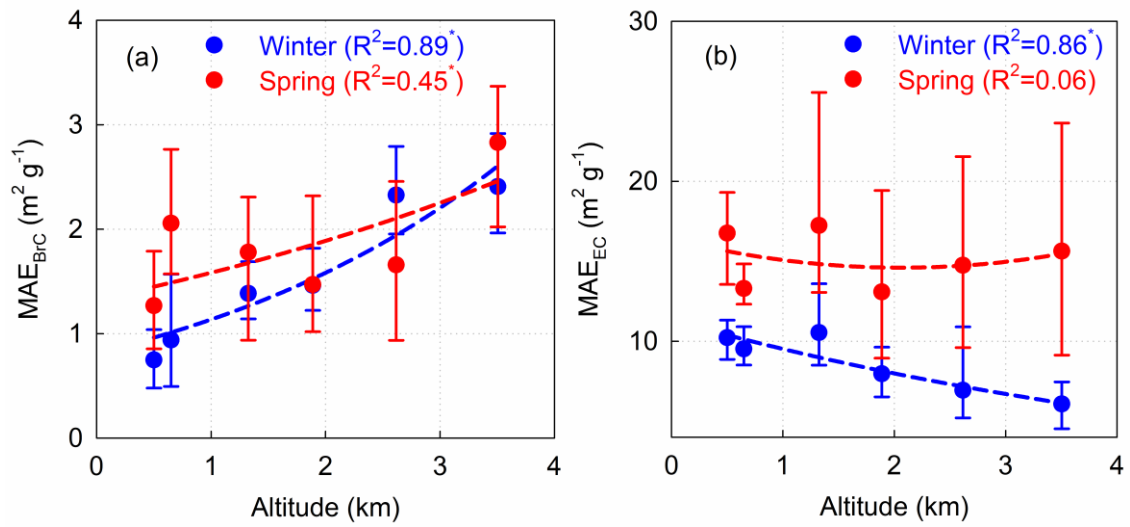 (a)
Winter (R²=0.89*)
Spring (R²=0.45*)
MAE_BrC (m² g⁻¹)
4
3
2
1
0
0 1 2 3 4
Altitude (km)
(b)
Winter (R²=0.86*)
Spring (R²=0.06)
MAE_EC (m² g⁻¹)
30
20
10
0 1 2 3 4
Altitude (km)